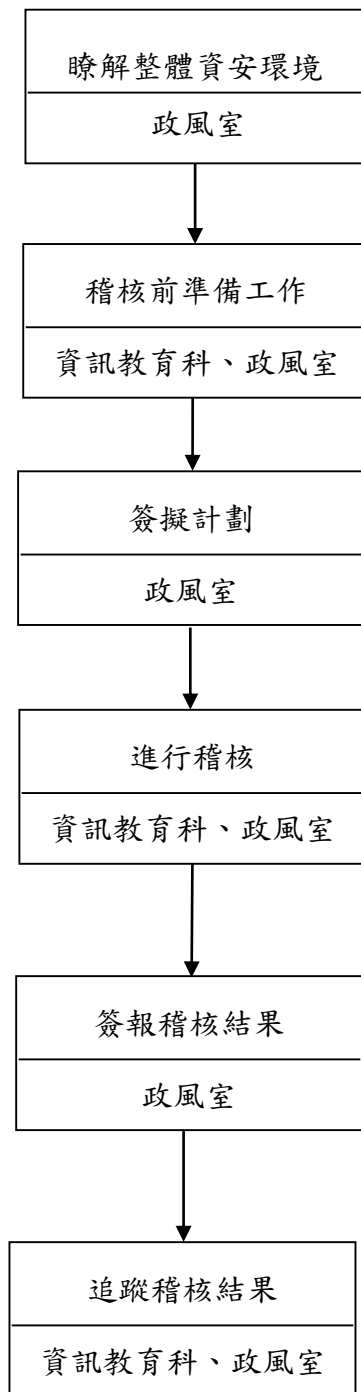 瞭解整體資安環境
政風室
稽核前準備工作
資訊教育科、政風室
簽擬計劃
政風室
進行稽核
資訊教育科、政風室
簽報稽核結果
政風室
追蹤稽核結果
資訊教育科、政風室